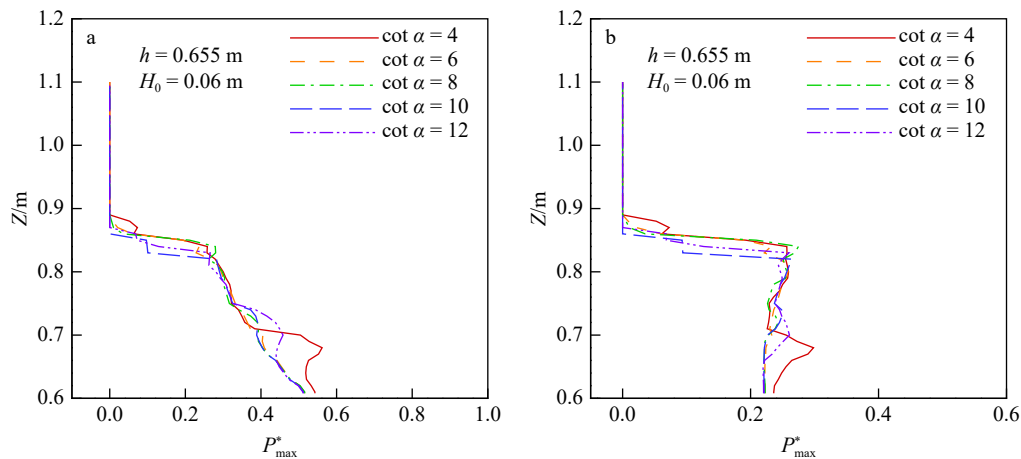 a
h = 0.655 m
H₀ = 0.06 m
cot α = 4
cot α = 6
cot α = 8
cot α = 10
cot α = 12
1.2
1.1
1.0
0.9
0.8
0.7
0.6
Z/m
0.0 0.2 0.4 0.6 0.8 1.0
P*max
b
h = 0.655 m
H₀ = 0.06 m
cot α = 4
cot α = 6
cot α = 8
cot α = 10
cot α = 12
1.2
1.1
1.0
0.9
0.8
0.7
0.6
Z/m
0.0 0.2 0.4 0.6
P*max